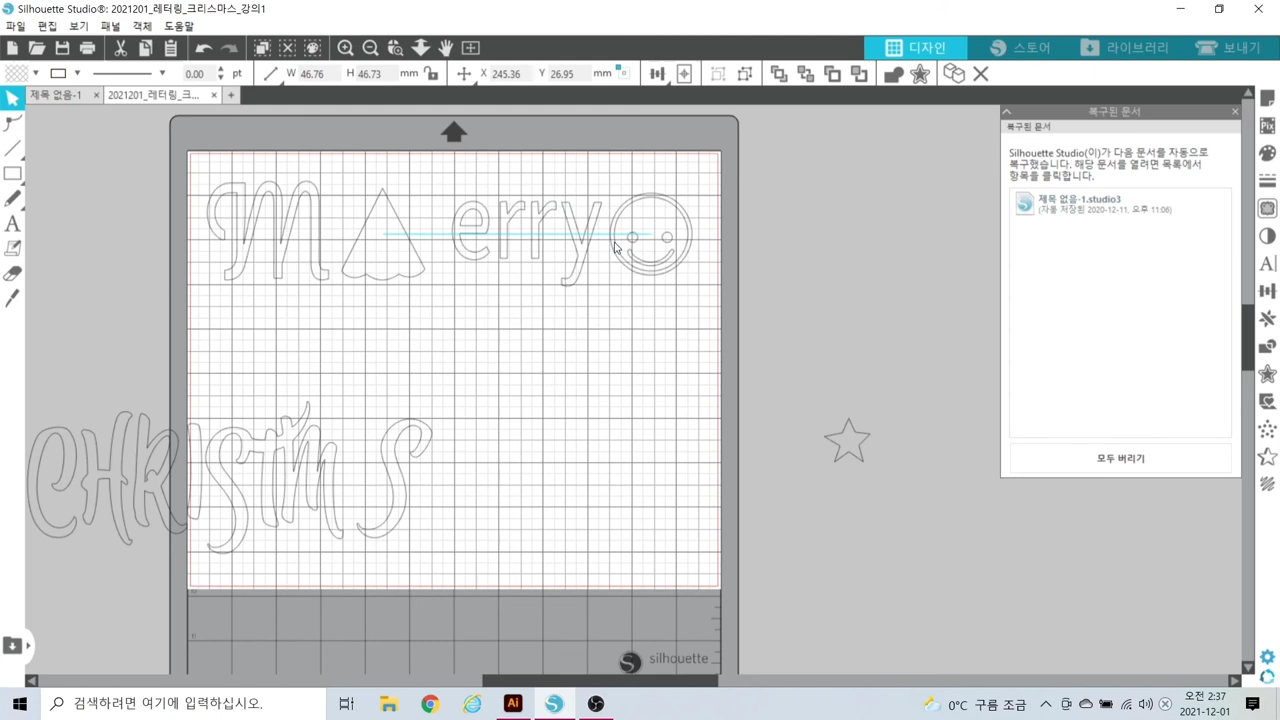 Silhouette Studio®: 2021201_레터링_크리스마스_강의1
파일 편집 보기 패널 객체 도움말
디자인 스토어 라이브러리 보내기
0.00 pt W 46.76 H 46.73 mm X 245.36 Y 26.95 mm
제목 없음-1 × 2021201_레터링_크... × +
복구된 문서
복구된 문서
Silhouette Studio(이)가 다음 문서를 자동으로
복구했습니다. 해당 문서를 열려면 목록에서
항목을 클릭합니다.
제목 없음-1.studio3
(자동 저장된 2020-12-11, 오후 11:06)
모두 버리기
M erry
CHRISTM S
silhouette
검색하려면 여기에 입력하십시오.
Ai
0°C 구름 조금
오전 2:37
2021-12-01